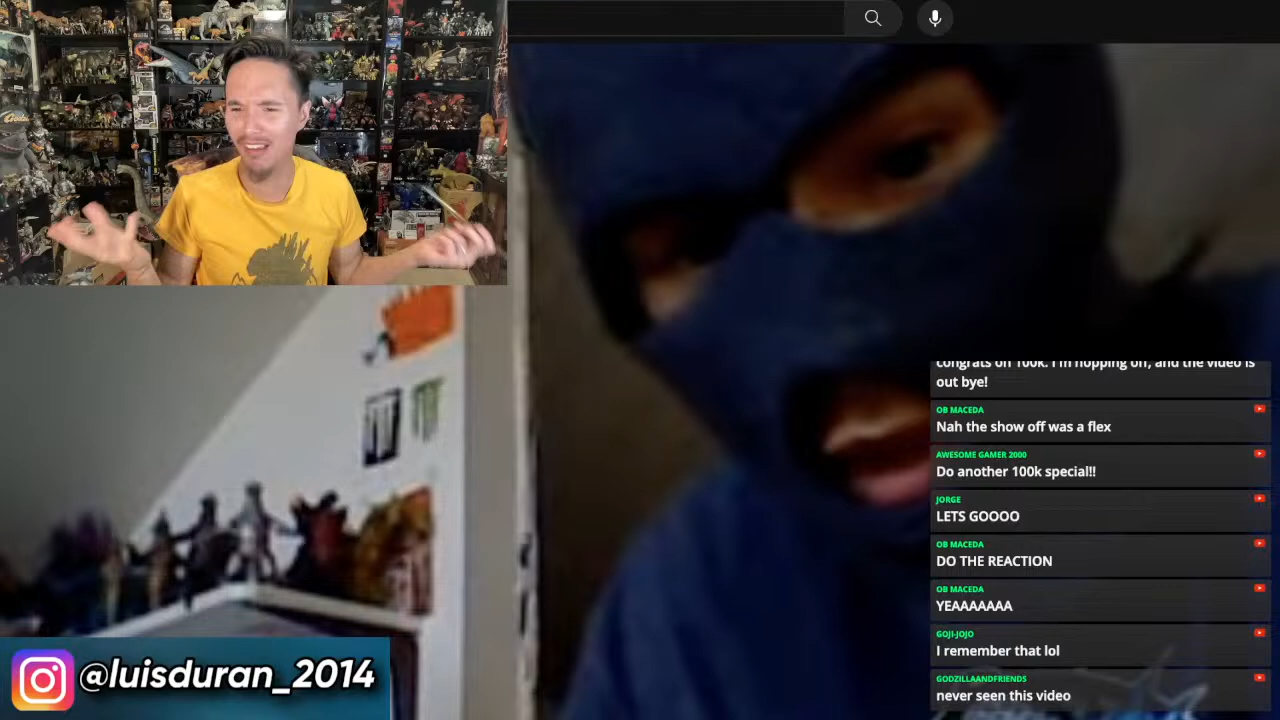 congrats on 100k. I'm hopping off, and the video is
out bye!
OB MACEDA
Nah the show off was a flex
AWESOME GAMER 2000
Do another 100k special!!
JORGE
LETS GOOOO
OB MACEDA
DO THE REACTION
OB MACEDA
YEAAAAAAA
GOJI-JOJO
I remember that lol
GODZILLAANDFRIENDS
never seen this video
@luisduran_2014